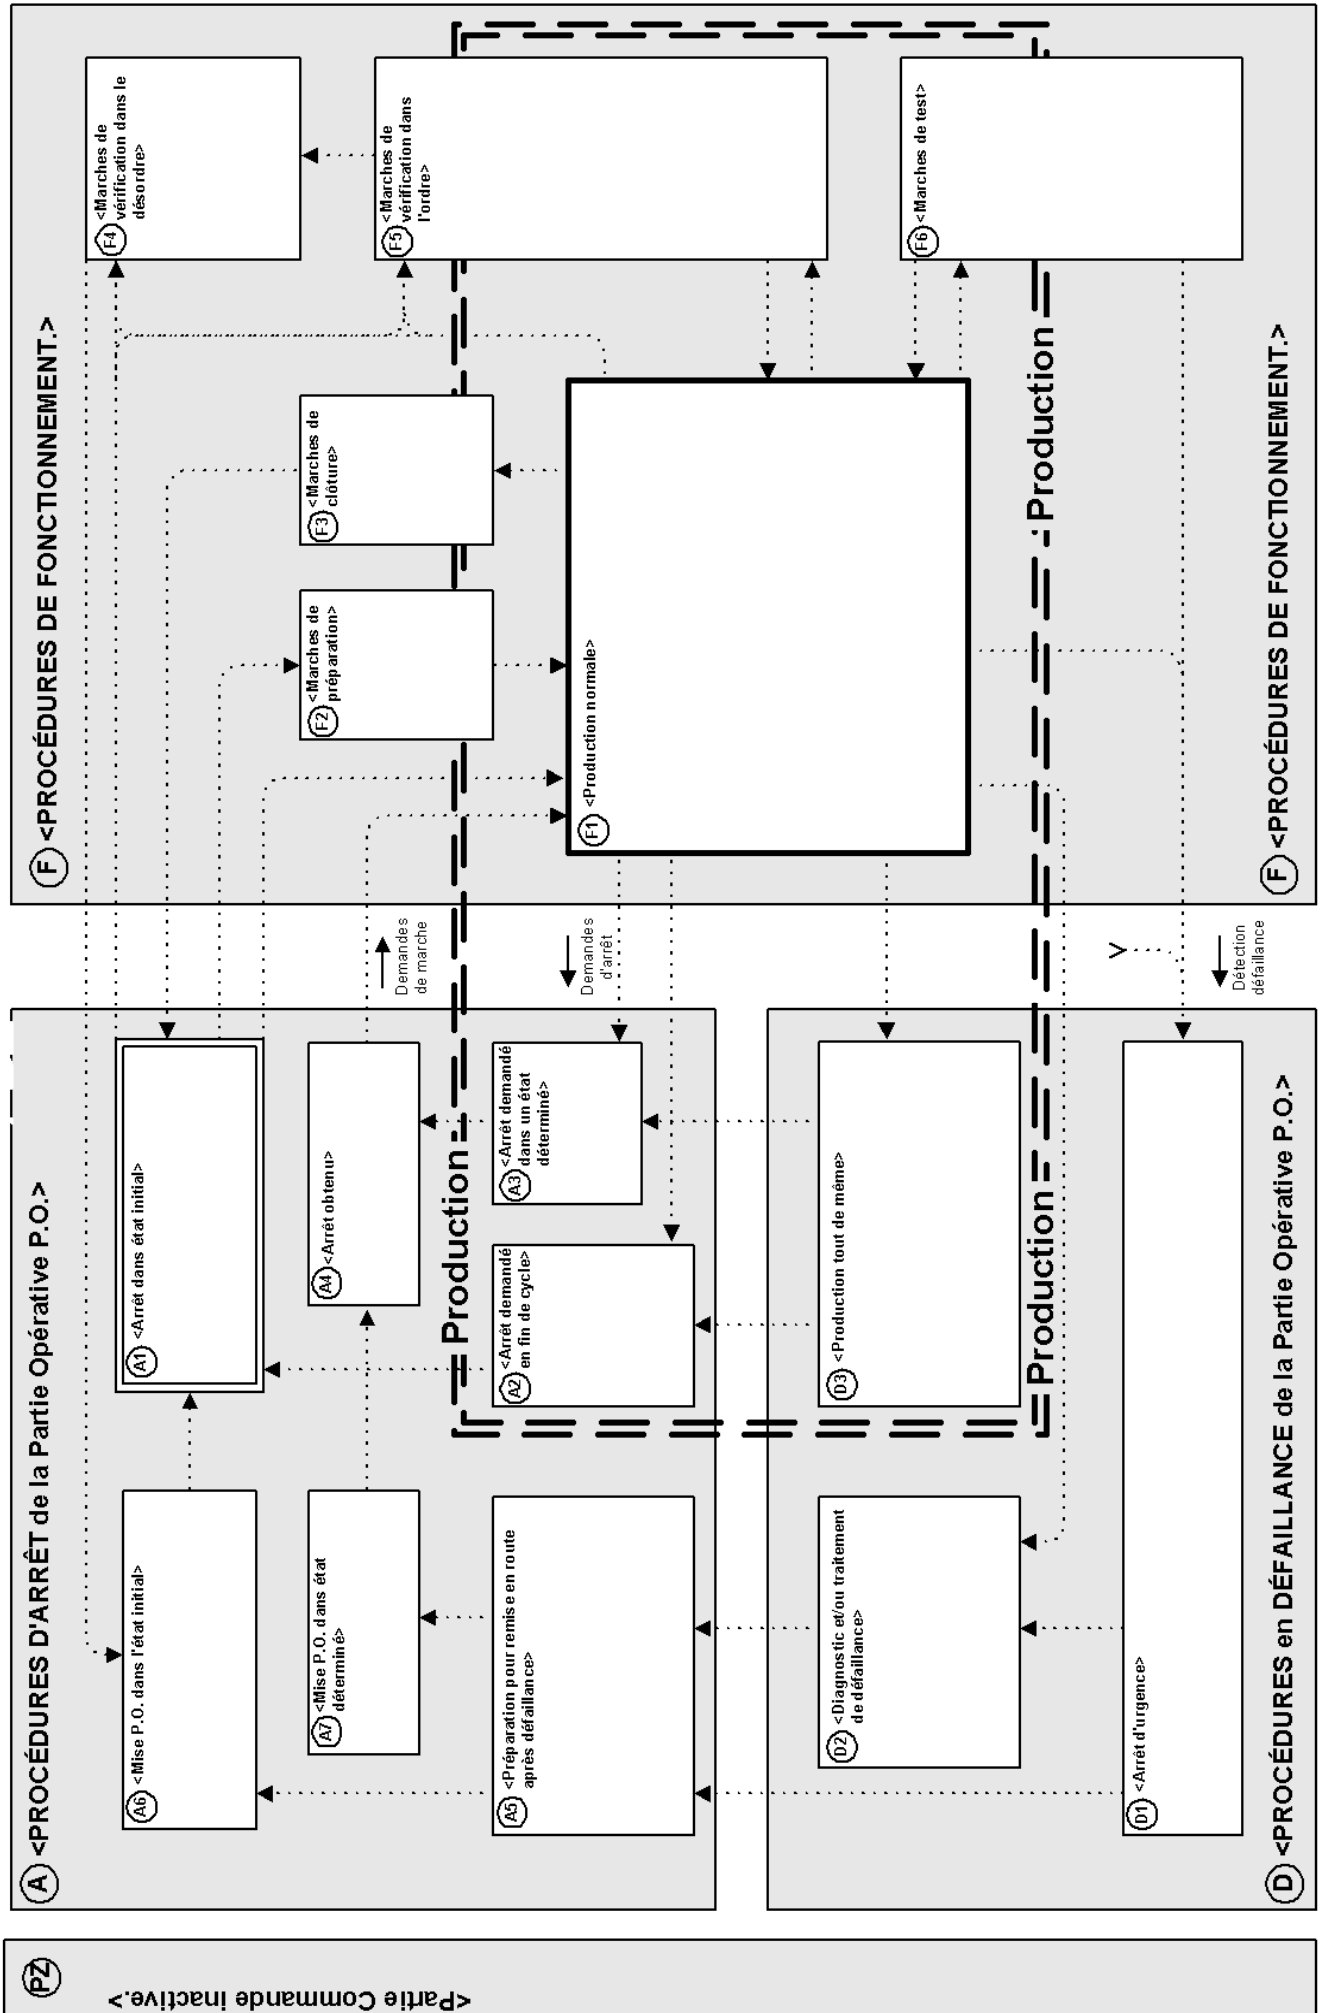 PZ
<Partie Commande inactive.>
A <PROCÉDURES D'ARRÊT de la Partie Opérative P.O.>
A6 <Mise P.O. dans l'état initial>
A1 <Arrêt dans état initial>
A7 <Mise P.O. dans état
déterminé>
A4 <Arrêt obtenu>
A5 <Préparation pour remise en route
après défaillance>
A2 <Arrêt demandé
en fin de cycle>
A3 <Arrêt demandé
dans un état
déterminé>
Production
Demandes
de marche
Demandes
d'arrêt
D2 <Diagnostic et/ou traitement
de défaillance>
D3 <Production tout de même>
Production
D1 <Arrêt d'urgence>
D <PROCÉDURES en DÉFAILLANCE de la Partie Opérative P.O.>
Détection
défaillance
F <PROCÉDURES DE FONCTIONNEMENT.>
F4 <Marches de
vérification dans le
désordre>
F2 <Marches de
préparation>
F3 <Marches de
clôture>
F5 <Marches de
vérification dans
l'ordre>
F1 <Production normale>
F6 <Marches de test>
Production
F <PROCÉDURES DE FONCTIONNEMENT.>